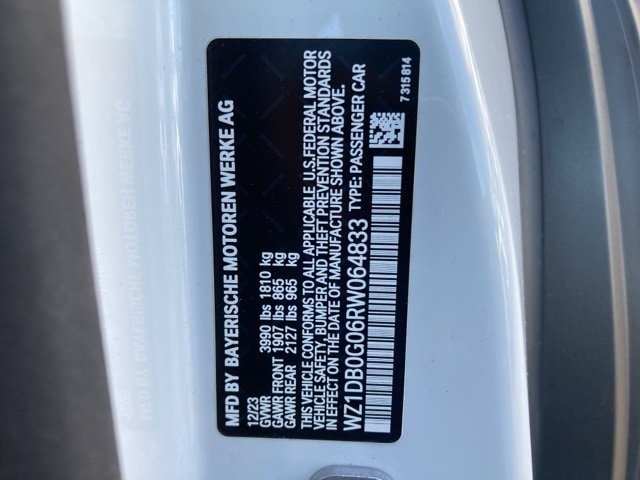 MFD BY BAYERISCHE MOTOREN WERKE AG
12/23
GVWR 3990 lbs 1810 kg
GAWR FRONT 1907 lbs 865 kg
GAWR REAR 2127 lbs 965 kg
THIS VEHICLE CONFORMS TO ALL APPLICABLE U.S.FEDERAL MOTOR
VEHICLE SAFETY, BUMPER AND THEFT PREVENTION STANDARDS
IN EFFECT ON THE DATE OF MANUFACTURE SHOWN ABOVE.
WZ1DB0G06RW064833 TYPE: PASSENGER CAR
7315814